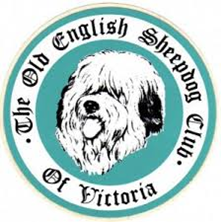 · The Old English Sheepdog Club ·
Of Victoria